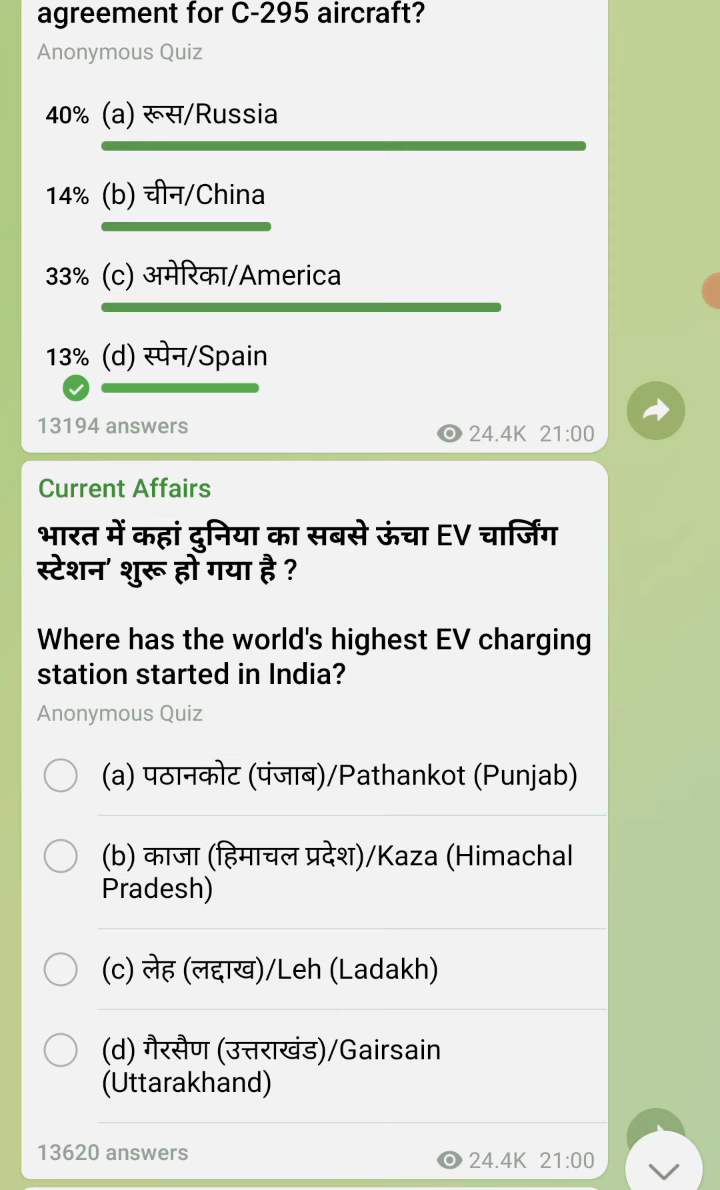 agreement for C-295 aircraft?
Anonymous Quiz
40% (a) रूस/Russia
14% (b) चीन/China
33% (c) अमेरिका/America
13% (d) स्पेन/Spain
13194 answers 24.4K 21:00
Current Affairs
भारत में कहां दुनिया का सबसे ऊंचा EV चार्जिंग
स्टेशन’ शुरू हो गया है ?
Where has the world's highest EV charging
station started in India?
Anonymous Quiz
(a) पठानकोट (पंजाब)/Pathankot (Punjab)
(b) काजा (हिमाचल प्रदेश)/Kaza (Himachal
Pradesh)
(c) लेह (लद्दाख)/Leh (Ladakh)
(d) गैरसैण (उत्तराखंड)/Gairsain
(Uttarakhand)
13620 answers 24.4K 21:00